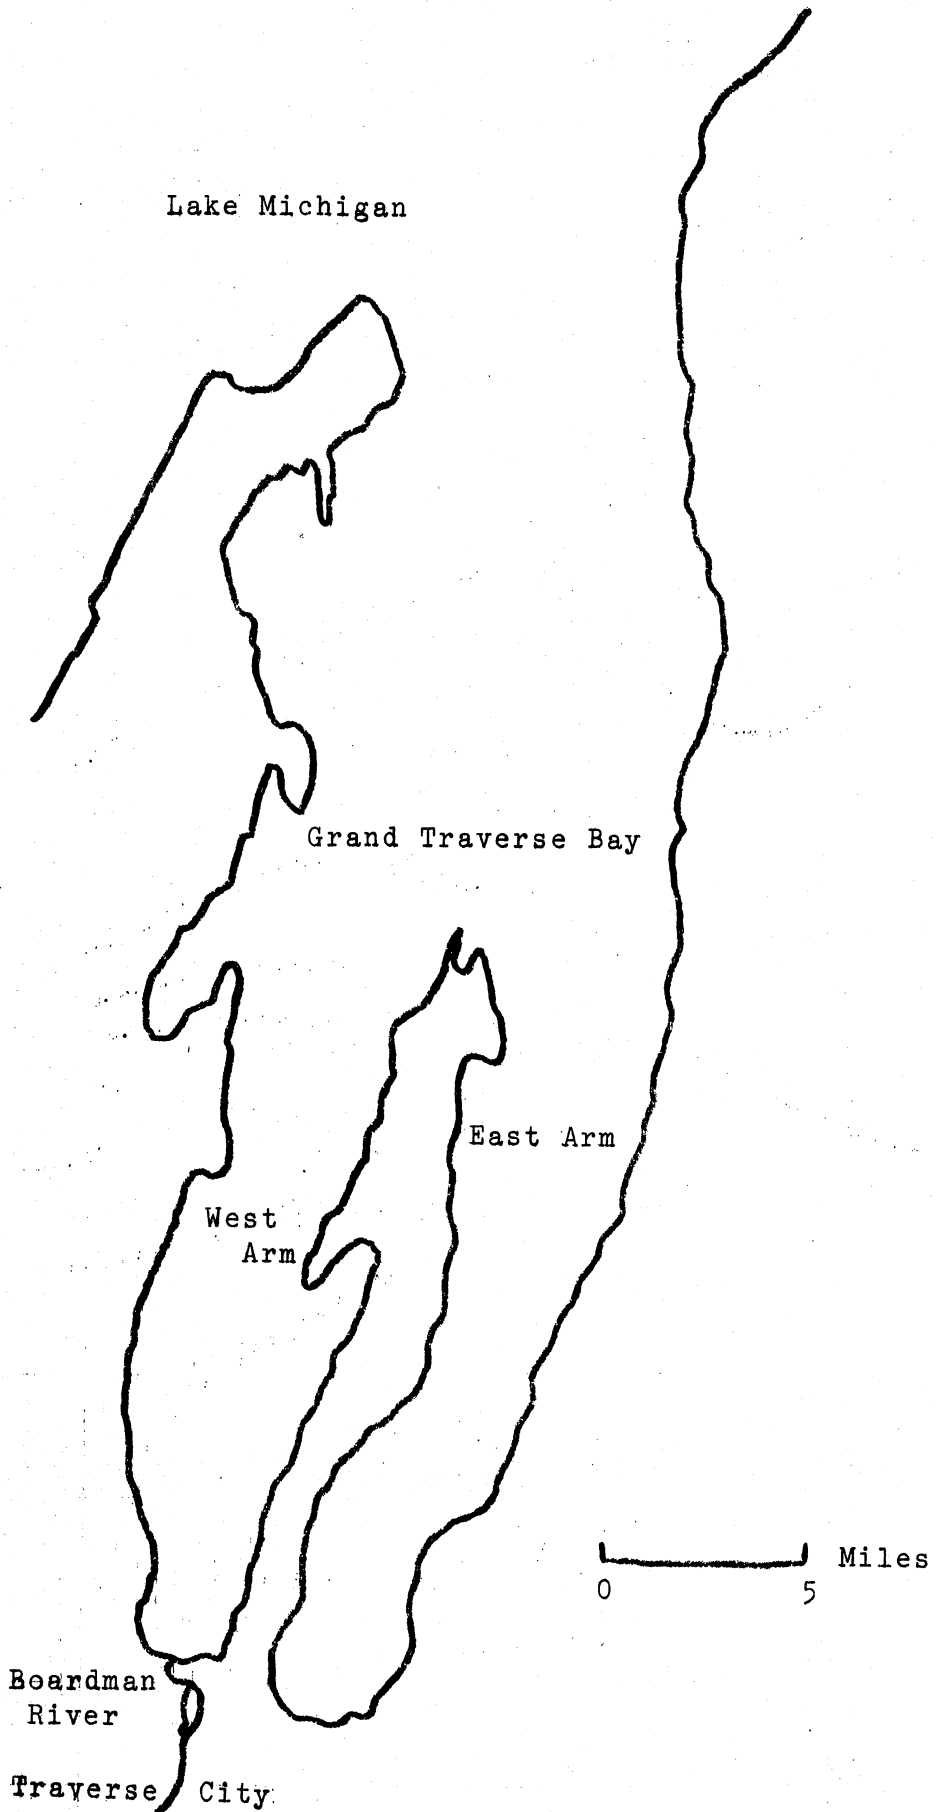 Lake Michigan
Grand Traverse Bay
East Arm
West
Arm
Miles
0 5
Boardman
River
Traverse City